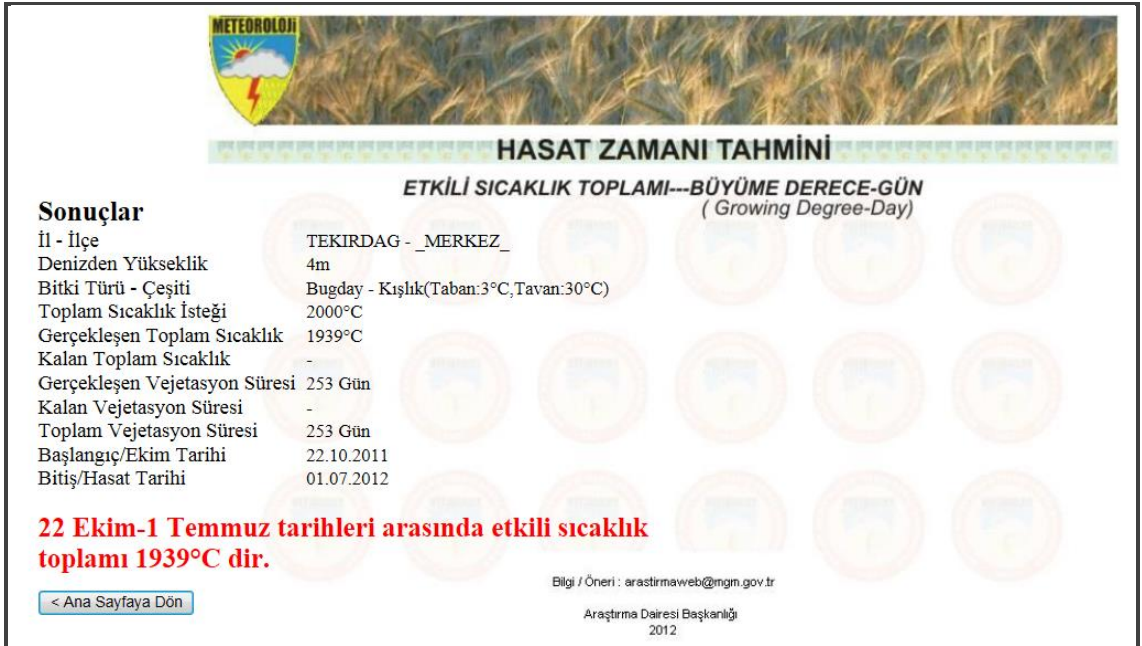 METEOROLOJI
HASAT ZAMANI TAHMİNİ
ETKİLİ SICAKLIK TOPLAMI---BÜYÜME DERECE-GÜN
( Growing Degree-Day)
Sonuçlar
İl - İlçe TEKIRDAG - _MERKEZ_
Denizden Yükseklik 4m
Bitki Türü - Çeşiti Bugday - Kışlık(Taban:3°C,Tavan:30°C)
Toplam Sıcaklık İsteği 2000°C
Gerçekleşen Toplam Sıcaklık 1939°C
Kalan Toplam Sıcaklık -
Gerçekleşen Vejetasyon Süresi 253 Gün
Kalan Vejetasyon Süresi -
Toplam Vejetasyon Süresi 253 Gün
Başlangıç/Ekim Tarihi 22.10.2011
Bitiş/Hasat Tarihi 01.07.2012
22 Ekim-1 Temmuz tarihleri arasında etkili sıcaklık
toplamı 1939°C dir.
Bilgi / Öneri : arastirmaweb@mgm.gov.tr
< Ana Sayfaya Dön
Araştırma Dairesi Başkanlığı
2012